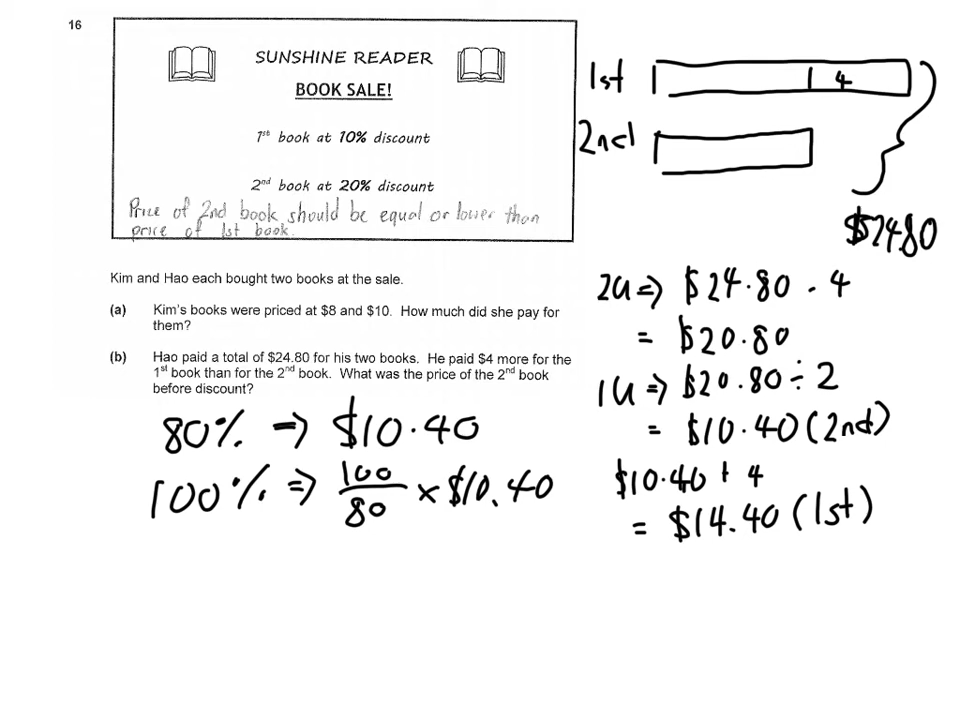 16
SUNSHINE READER
BOOK SALE!
1st book at 10% discount
2nd book at 20% discount
Price of 2nd book should be equal or lower than
price of 1st book.
Kim and Hao each bought two books at the sale.
(a) Kim's books were priced at $8 and $10. How much did she pay for
them?
(b) Hao paid a total of $24.80 for his two books. He paid $4 more for the
1st book than for the 2nd book. What was the price of the 2nd book
before discount?
80% => $10.40
100% => 100/80 x $10.40
1st 4
2nd
$24.80
2u => $24.80 - 4
= $20.80
1u => $20.80 ÷ 2
= $10.40 (2nd)
$10.40 + 4
= $14.40 (1st)